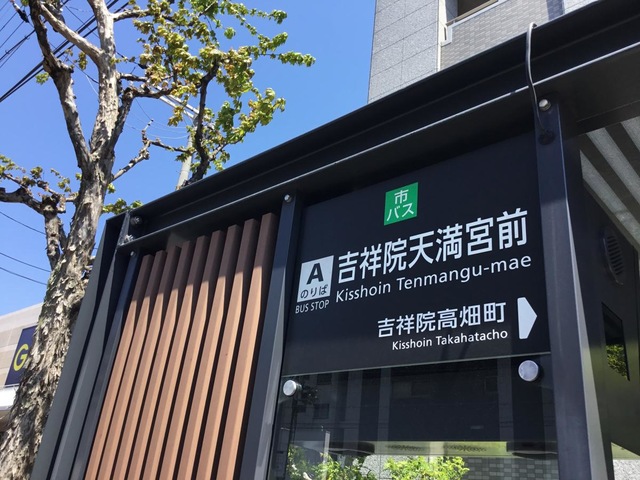 市
バス
A
のりば
BUS STOP
吉祥院天満宮前
Kisshoin Tenmangu-mae
吉祥院高畑町
Kisshoin Takahatacho
G